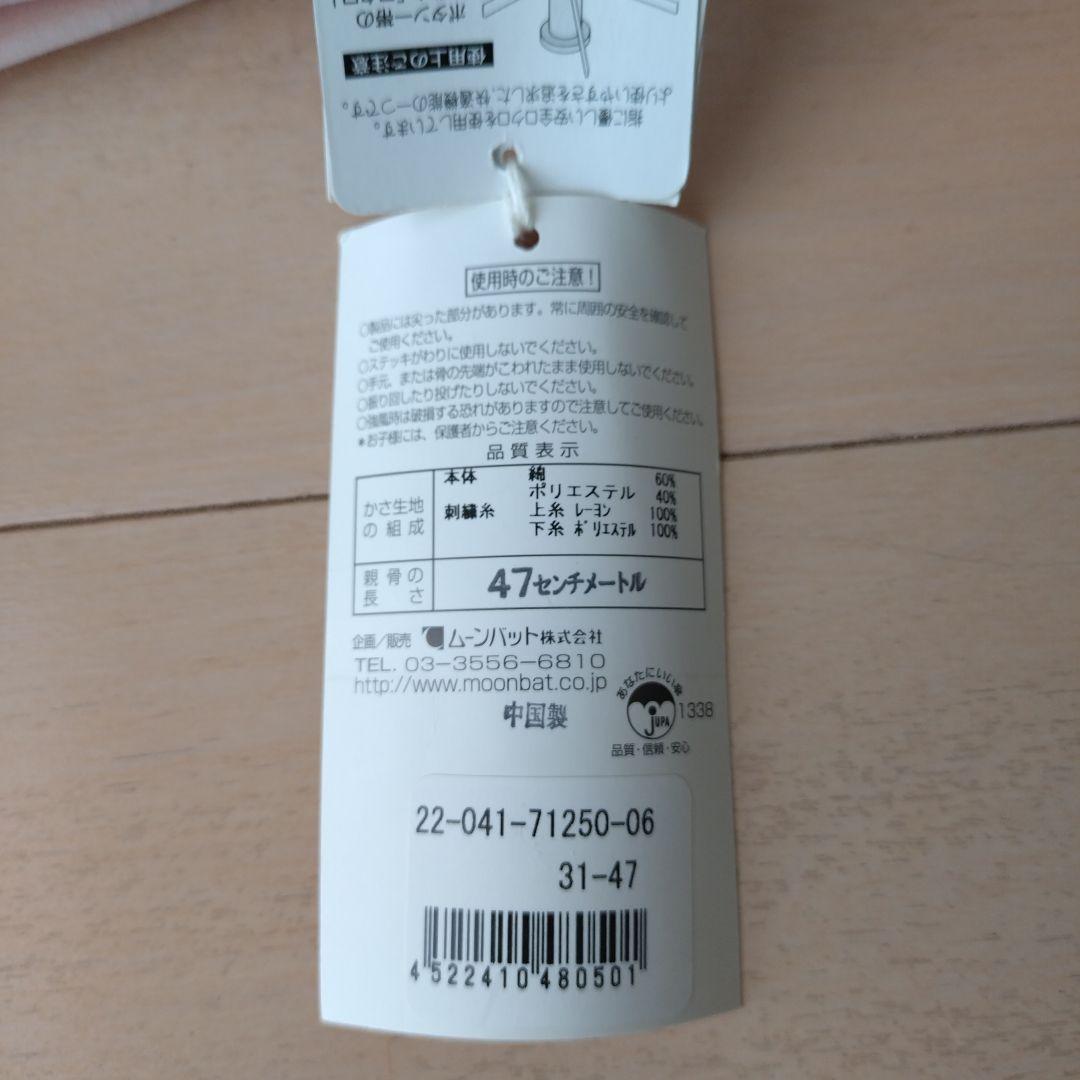 ボタン一帯の
使用上のご注意
より使いやすさを追求した、快適機能の一つです。
指に優しい安全ロクロを使用しています。
使用時のご注意!
○製品には尖った部分があります。常に周囲の安全を確認して
ご使用ください。
○ステッキがわりに使用しないでください。
○手元、または骨の先端がこわれたまま使用しないでください。
○振り回したり投げたりしないでください。
○強風時は破損する恐れがありますので注意してご使用ください。
*お子様には、保護者からご注意ください。
品質表示
かさ生地の組成
本体 綿 60%
ポリエステル 40%
刺繍糸 上糸 レーヨン 100%
下糸 ポリエステル 100%
親骨の長さ
47センチメートル
企画/販売 ムーンバット株式会社
TEL. 03-3556-6810
http://www.moonbat.co.jp
中国製
あなたにいい傘
JUPA
1338
品質・信頼・安心
22-041-71250-06
31-47
4 522410 480501